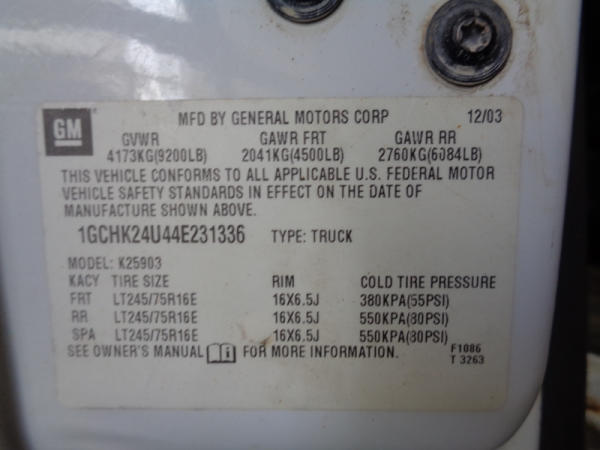 GM
MFD BY GENERAL MOTORS CORP 12/03
GVWR GAWR FRT GAWR RR
4173KG(9200LB) 2041KG(4500LB) 2760KG(6084LB)
THIS VEHICLE CONFORMS TO ALL APPLICABLE U.S. FEDERAL MOTOR
VEHICLE SAFETY STANDARDS IN EFFECT ON THE DATE OF
MANUFACTURE SHOWN ABOVE.
1GCHK24U44E231336 TYPE: TRUCK
MODEL: K25903
KACY TIRE SIZE RIM COLD TIRE PRESSURE
FRT LT245/75R16E 16X6.5J 380KPA(55PSI)
RR LT245/75R16E 16X6.5J 550KPA(80PSI)
SPA LT245/75R16E 16X6.5J 550KPA(80PSI)
SEE OWNER'S MANUAL FOR MORE INFORMATION. F1086
T 3263